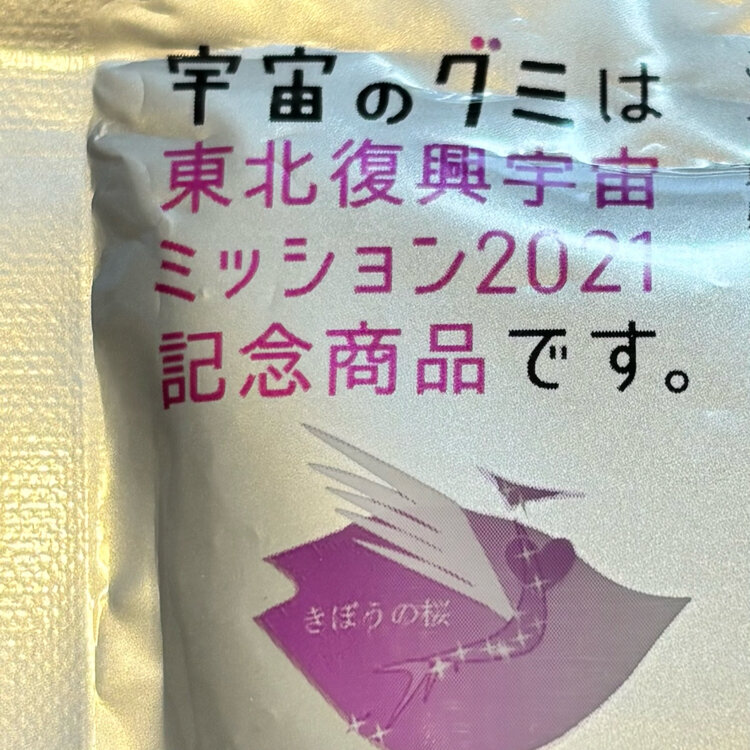 宇宙のグミは
東北復興宇宙
ミッション2021
記念商品です。
きぼうの桜